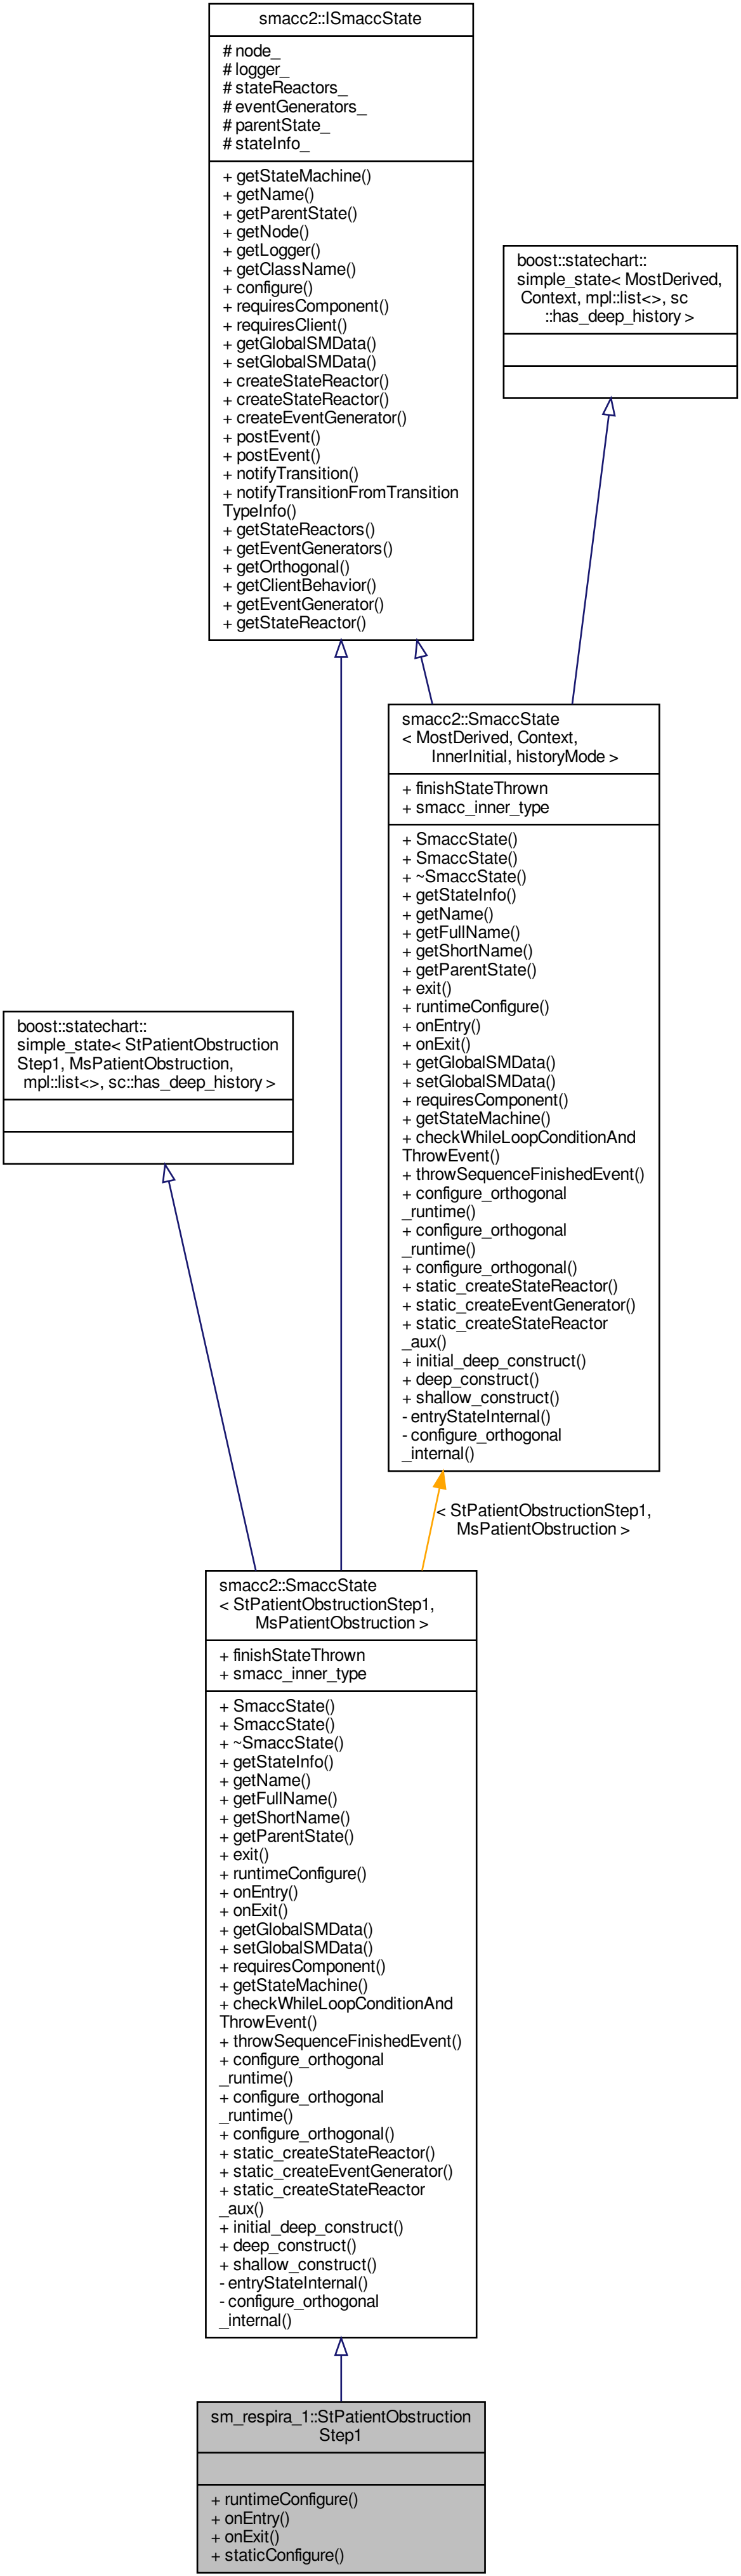 smacc2::ISmaccState
# node_
# logger_
# stateReactors_
# eventGenerators_
# parentState_
# stateInfo_
+ getStateMachine()
+ getName()
+ getParentState()
+ getNode()
+ getLogger()
+ getClassName()
+ configure()
+ requiresComponent()
+ requiresClient()
+ getGlobalSMData()
+ setGlobalSMData()
+ createStateReactor()
+ createStateReactor()
+ createEventGenerator()
+ postEvent()
+ postEvent()
+ notifyTransition()
+ notifyTransitionFromTransition
TypeInfo()
+ getStateReactors()
+ getEventGenerators()
+ getOrthogonal()
+ getClientBehavior()
+ getEventGenerator()
+ getStateReactor()
boost::statechart::
simple_state< MostDerived,
Context, mpl::list<>, sc
::has_deep_history >
smacc2::SmaccState
< MostDerived, Context,
InnerInitial, historyMode >
+ finishStateThrown
+ smacc_inner_type
+ SmaccState()
+ SmaccState()
+ ~SmaccState()
+ getStateInfo()
+ getName()
+ getFullName()
+ getShortName()
+ getParentState()
+ exit()
+ runtimeConfigure()
+ onEntry()
+ onExit()
+ getGlobalSMData()
+ setGlobalSMData()
+ requiresComponent()
+ getStateMachine()
+ checkWhileLoopConditionAnd
ThrowEvent()
+ throwSequenceFinishedEvent()
+ configure_orthogonal
_runtime()
+ configure_orthogonal
_runtime()
+ configure_orthogonal()
+ static_createStateReactor()
+ static_createEventGenerator()
+ static_createStateReactor
_aux()
+ initial_deep_construct()
+ deep_construct()
+ shallow_construct()
- entryStateInternal()
- configure_orthogonal
_internal()
boost::statechart::
simple_state< StPatientObstruction
Step1, MsPatientObstruction,
mpl::list<>, sc::has_deep_history >
< StPatientObstructionStep1,
MsPatientObstruction >
smacc2::SmaccState
< StPatientObstructionStep1,
MsPatientObstruction >
+ finishStateThrown
+ smacc_inner_type
+ SmaccState()
+ SmaccState()
+ ~SmaccState()
+ getStateInfo()
+ getName()
+ getFullName()
+ getShortName()
+ getParentState()
+ exit()
+ runtimeConfigure()
+ onEntry()
+ onExit()
+ getGlobalSMData()
+ setGlobalSMData()
+ requiresComponent()
+ getStateMachine()
+ checkWhileLoopConditionAnd
ThrowEvent()
+ throwSequenceFinishedEvent()
+ configure_orthogonal
_runtime()
+ configure_orthogonal
_runtime()
+ configure_orthogonal()
+ static_createStateReactor()
+ static_createEventGenerator()
+ static_createStateReactor
_aux()
+ initial_deep_construct()
+ deep_construct()
+ shallow_construct()
- entryStateInternal()
- configure_orthogonal
_internal()
sm_respira_1::StPatientObstruction
Step1
+ runtimeConfigure()
+ onEntry()
+ onExit()
+ staticConfigure()